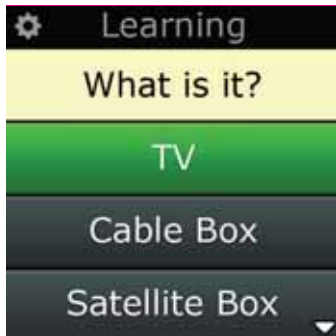 Learning
What is it?
TV
Cable Box
Satellite Box